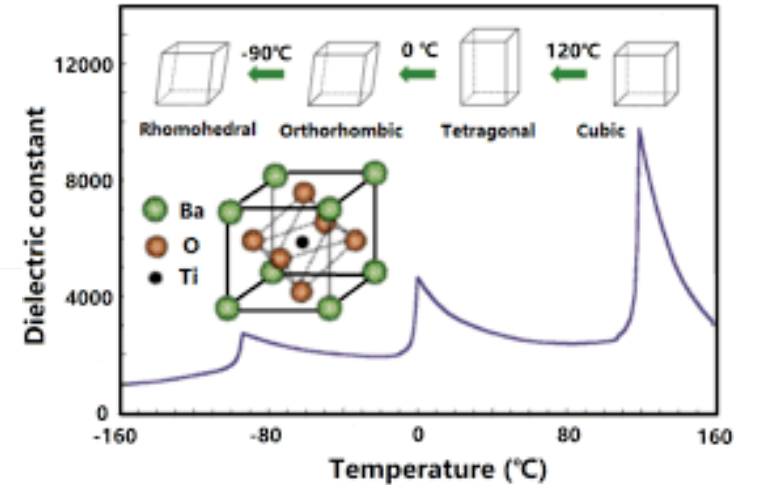 -90℃
0 ℃
120℃
Rhomohedral
Orthorhombic
Tetragonal
Cubic
Ba
O
Ti
Dielectric constant
12000
8000
4000
0
-160
-80
0
80
160
Temperature (℃)